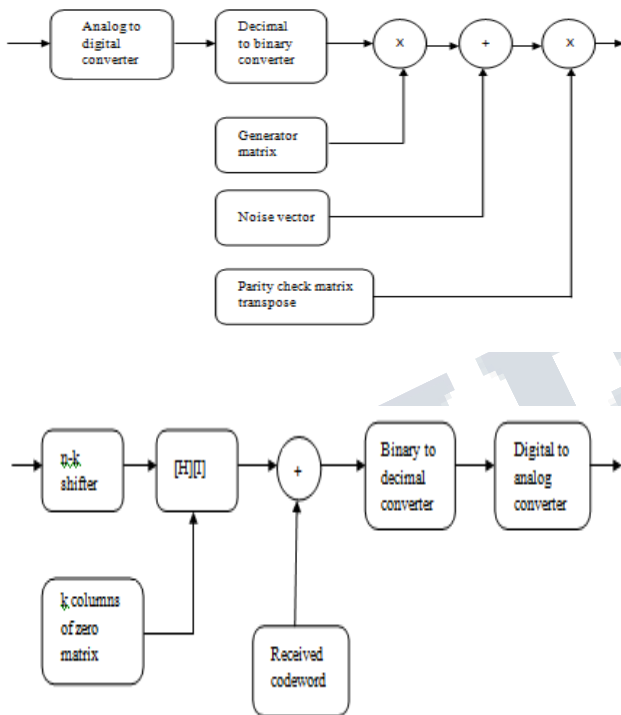 Analog to
digital
converter
Decimal
to binary
converter
X
+
X
Generator
matrix
Noise vector
Parity check matrix
transpose
n-k
shifter
[H][I]
+
Binary to
decimal
converter
Digital to
analog
converter
k columns
of zero
matrix
Received
codeword